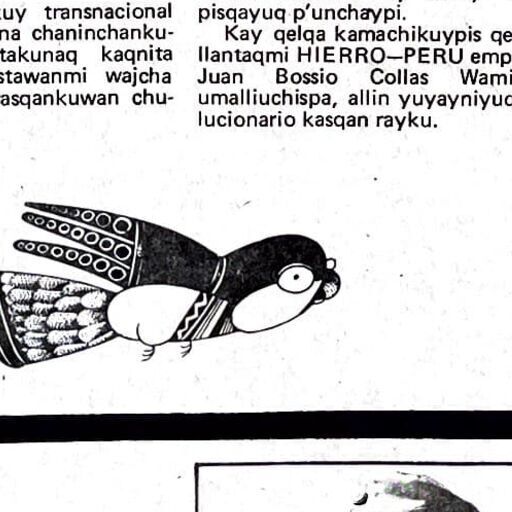 kuy transnacional
na chaninchanku-
takunaq kaqnita
stawanmi wajcha
asqankuwan chu-
pisqayuq p'unchaypi.
Kay qelqa kamachikuypis qe
llantaqmi HIERRO—PERU emp
Juan Bossio Collas Wami
umalliuchispa, allin yuyayniyuq
lucionario kasqan rayku.